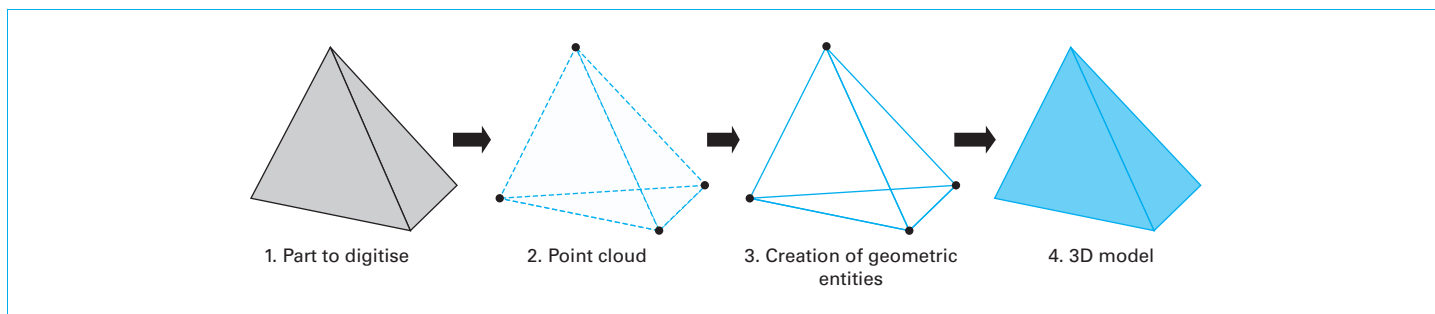 1. Part to digitise
2. Point cloud
3. Creation of geometric
entities
4. 3D model